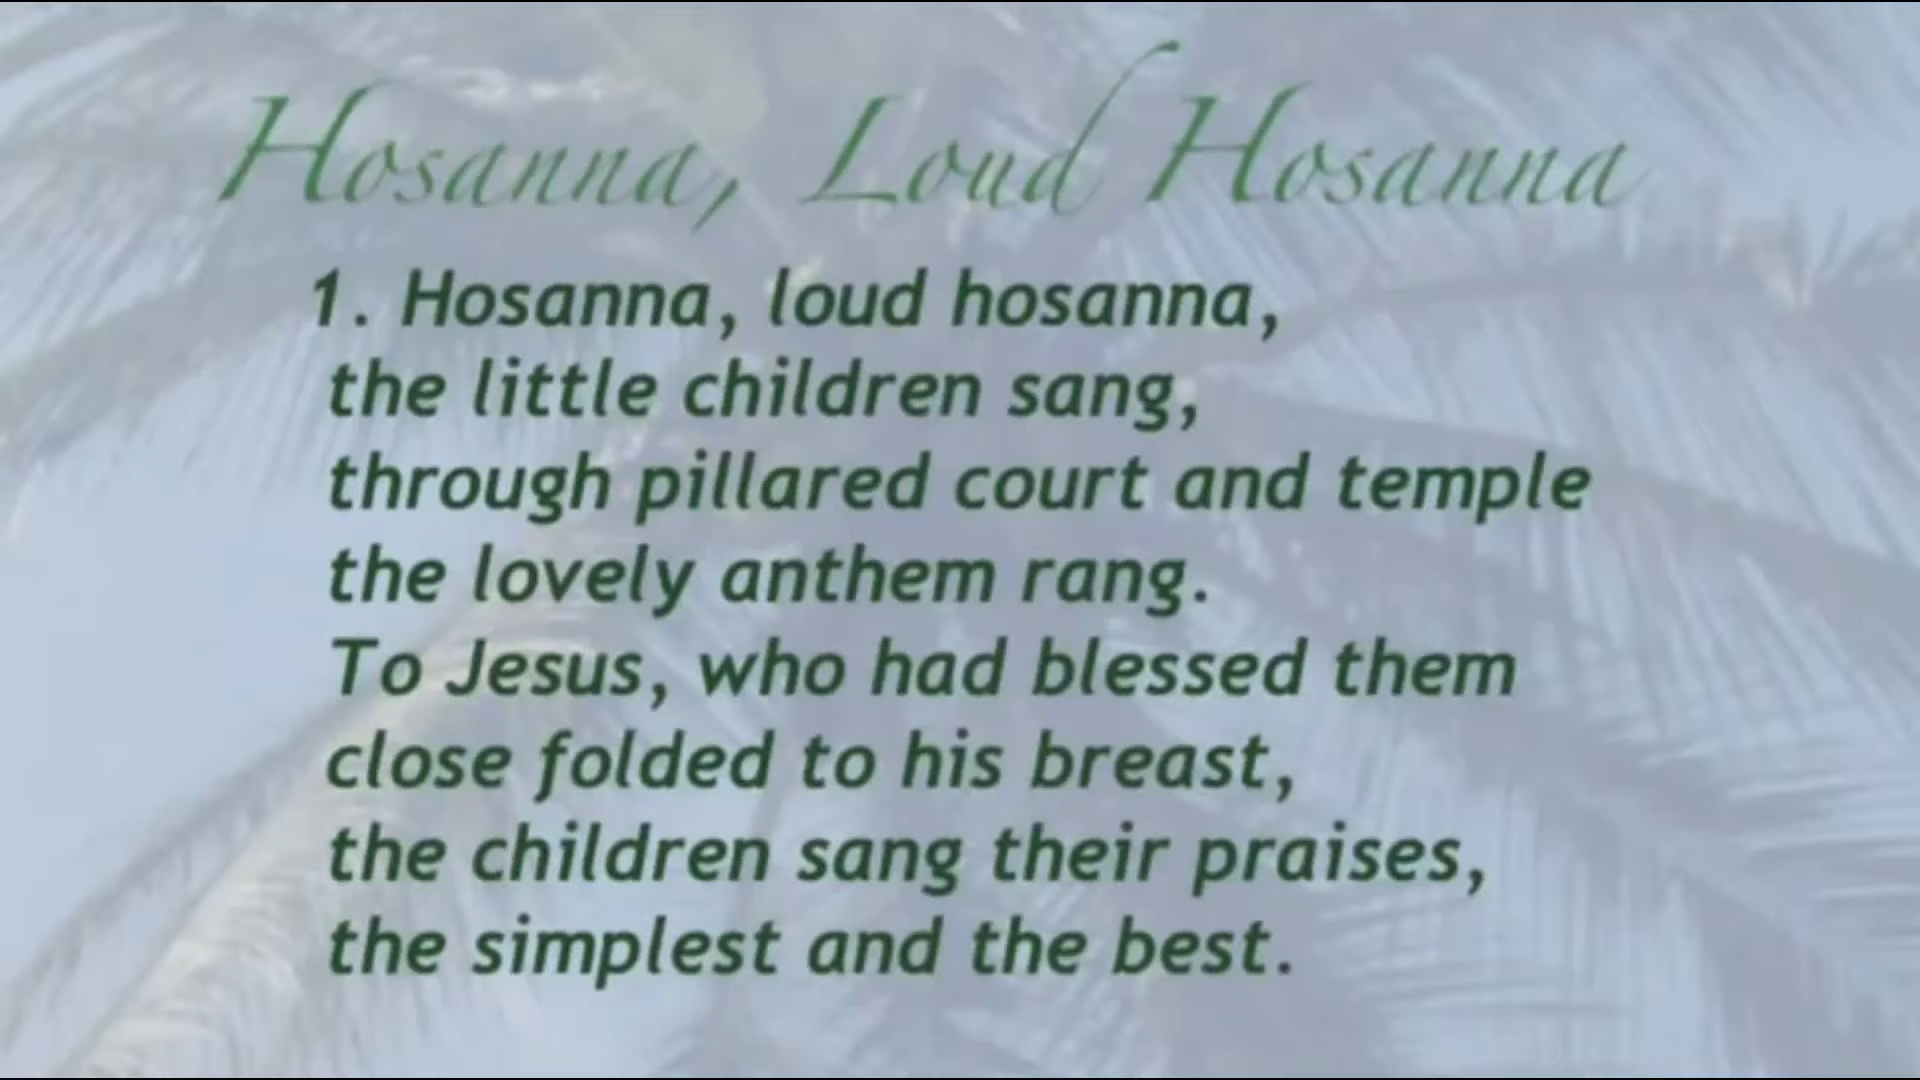 Hosanna, Loud Hosanna
1. Hosanna, loud hosanna,
the little children sang,
through pillared court and temple
the lovely anthem rang.
To Jesus, who had blessed them
close folded to his breast,
the children sang their praises,
the simplest and the best.